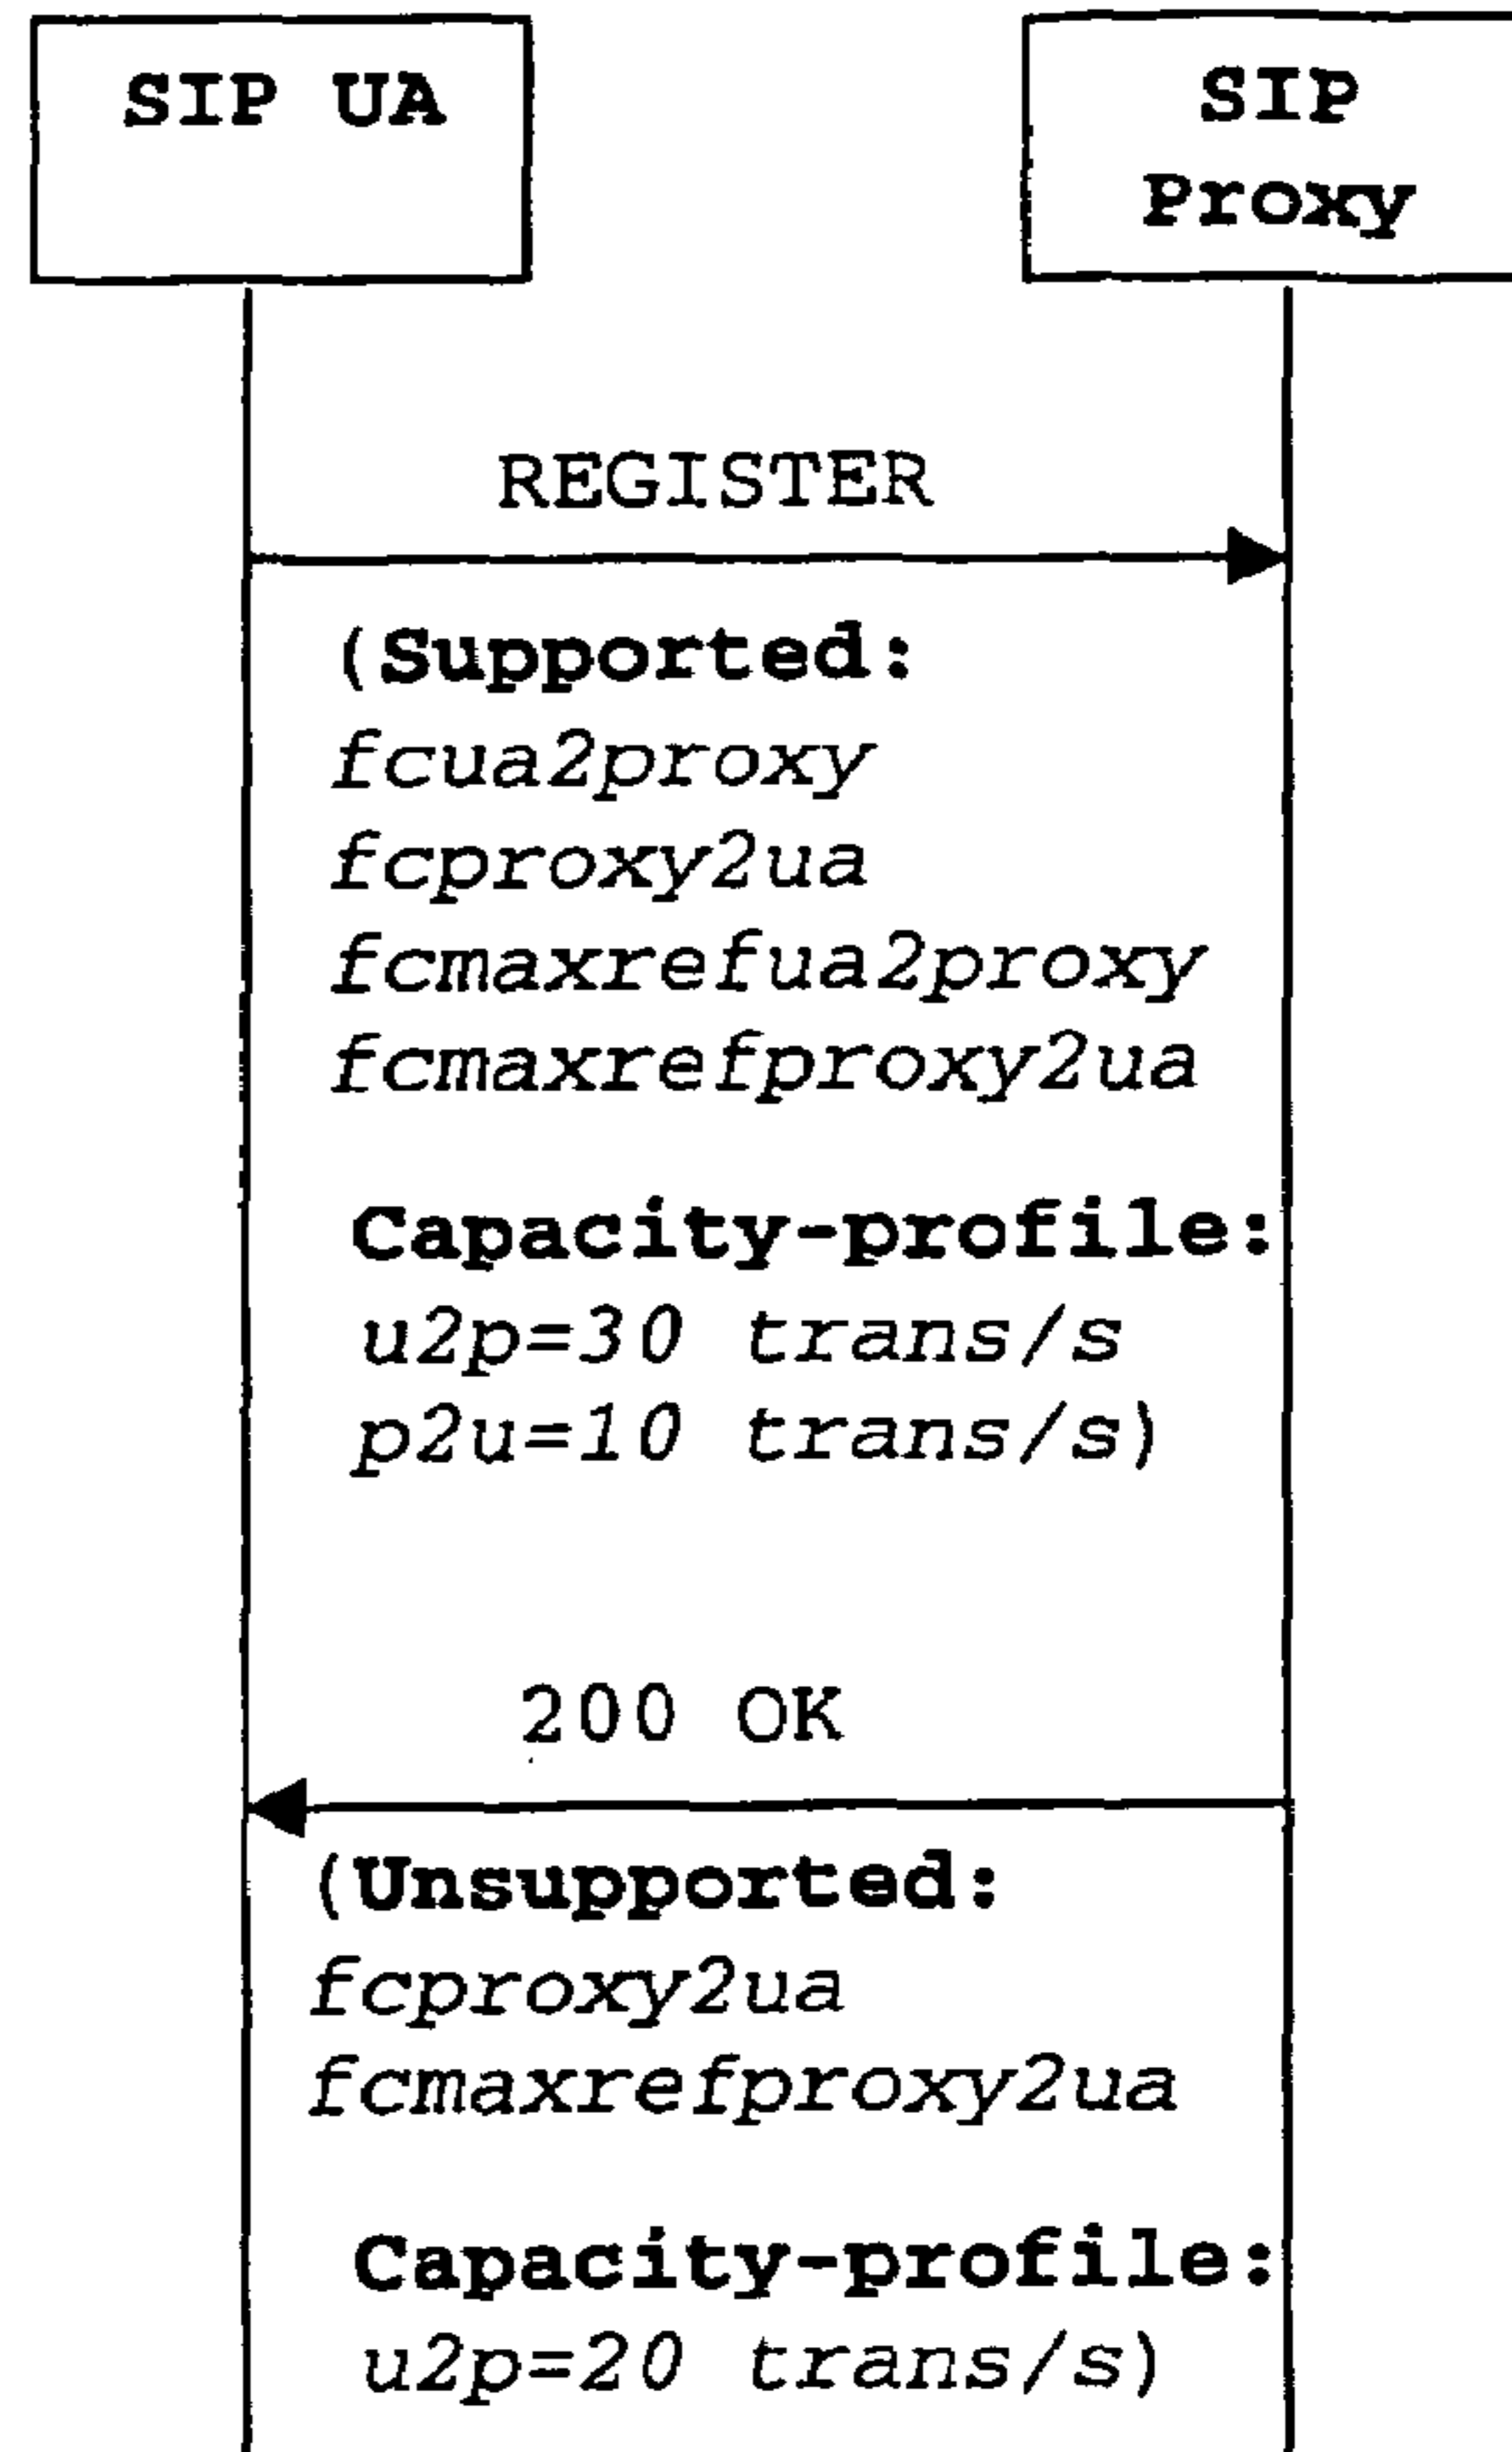 SIP UA
SIP
Proxy
REGISTER
(Supported:
fcua2proxy
fcproxy2ua
fcmaxrefua2proxy
fcmaxrefproxy2ua
Capacity-profile:
u2p=30 trans/s
p2u=10 trans/s)
200 OK
(Unsupported:
fcproxy2ua
fcmaxrefproxy2ua
Capacity-profile:
u2p=20 trans/s)